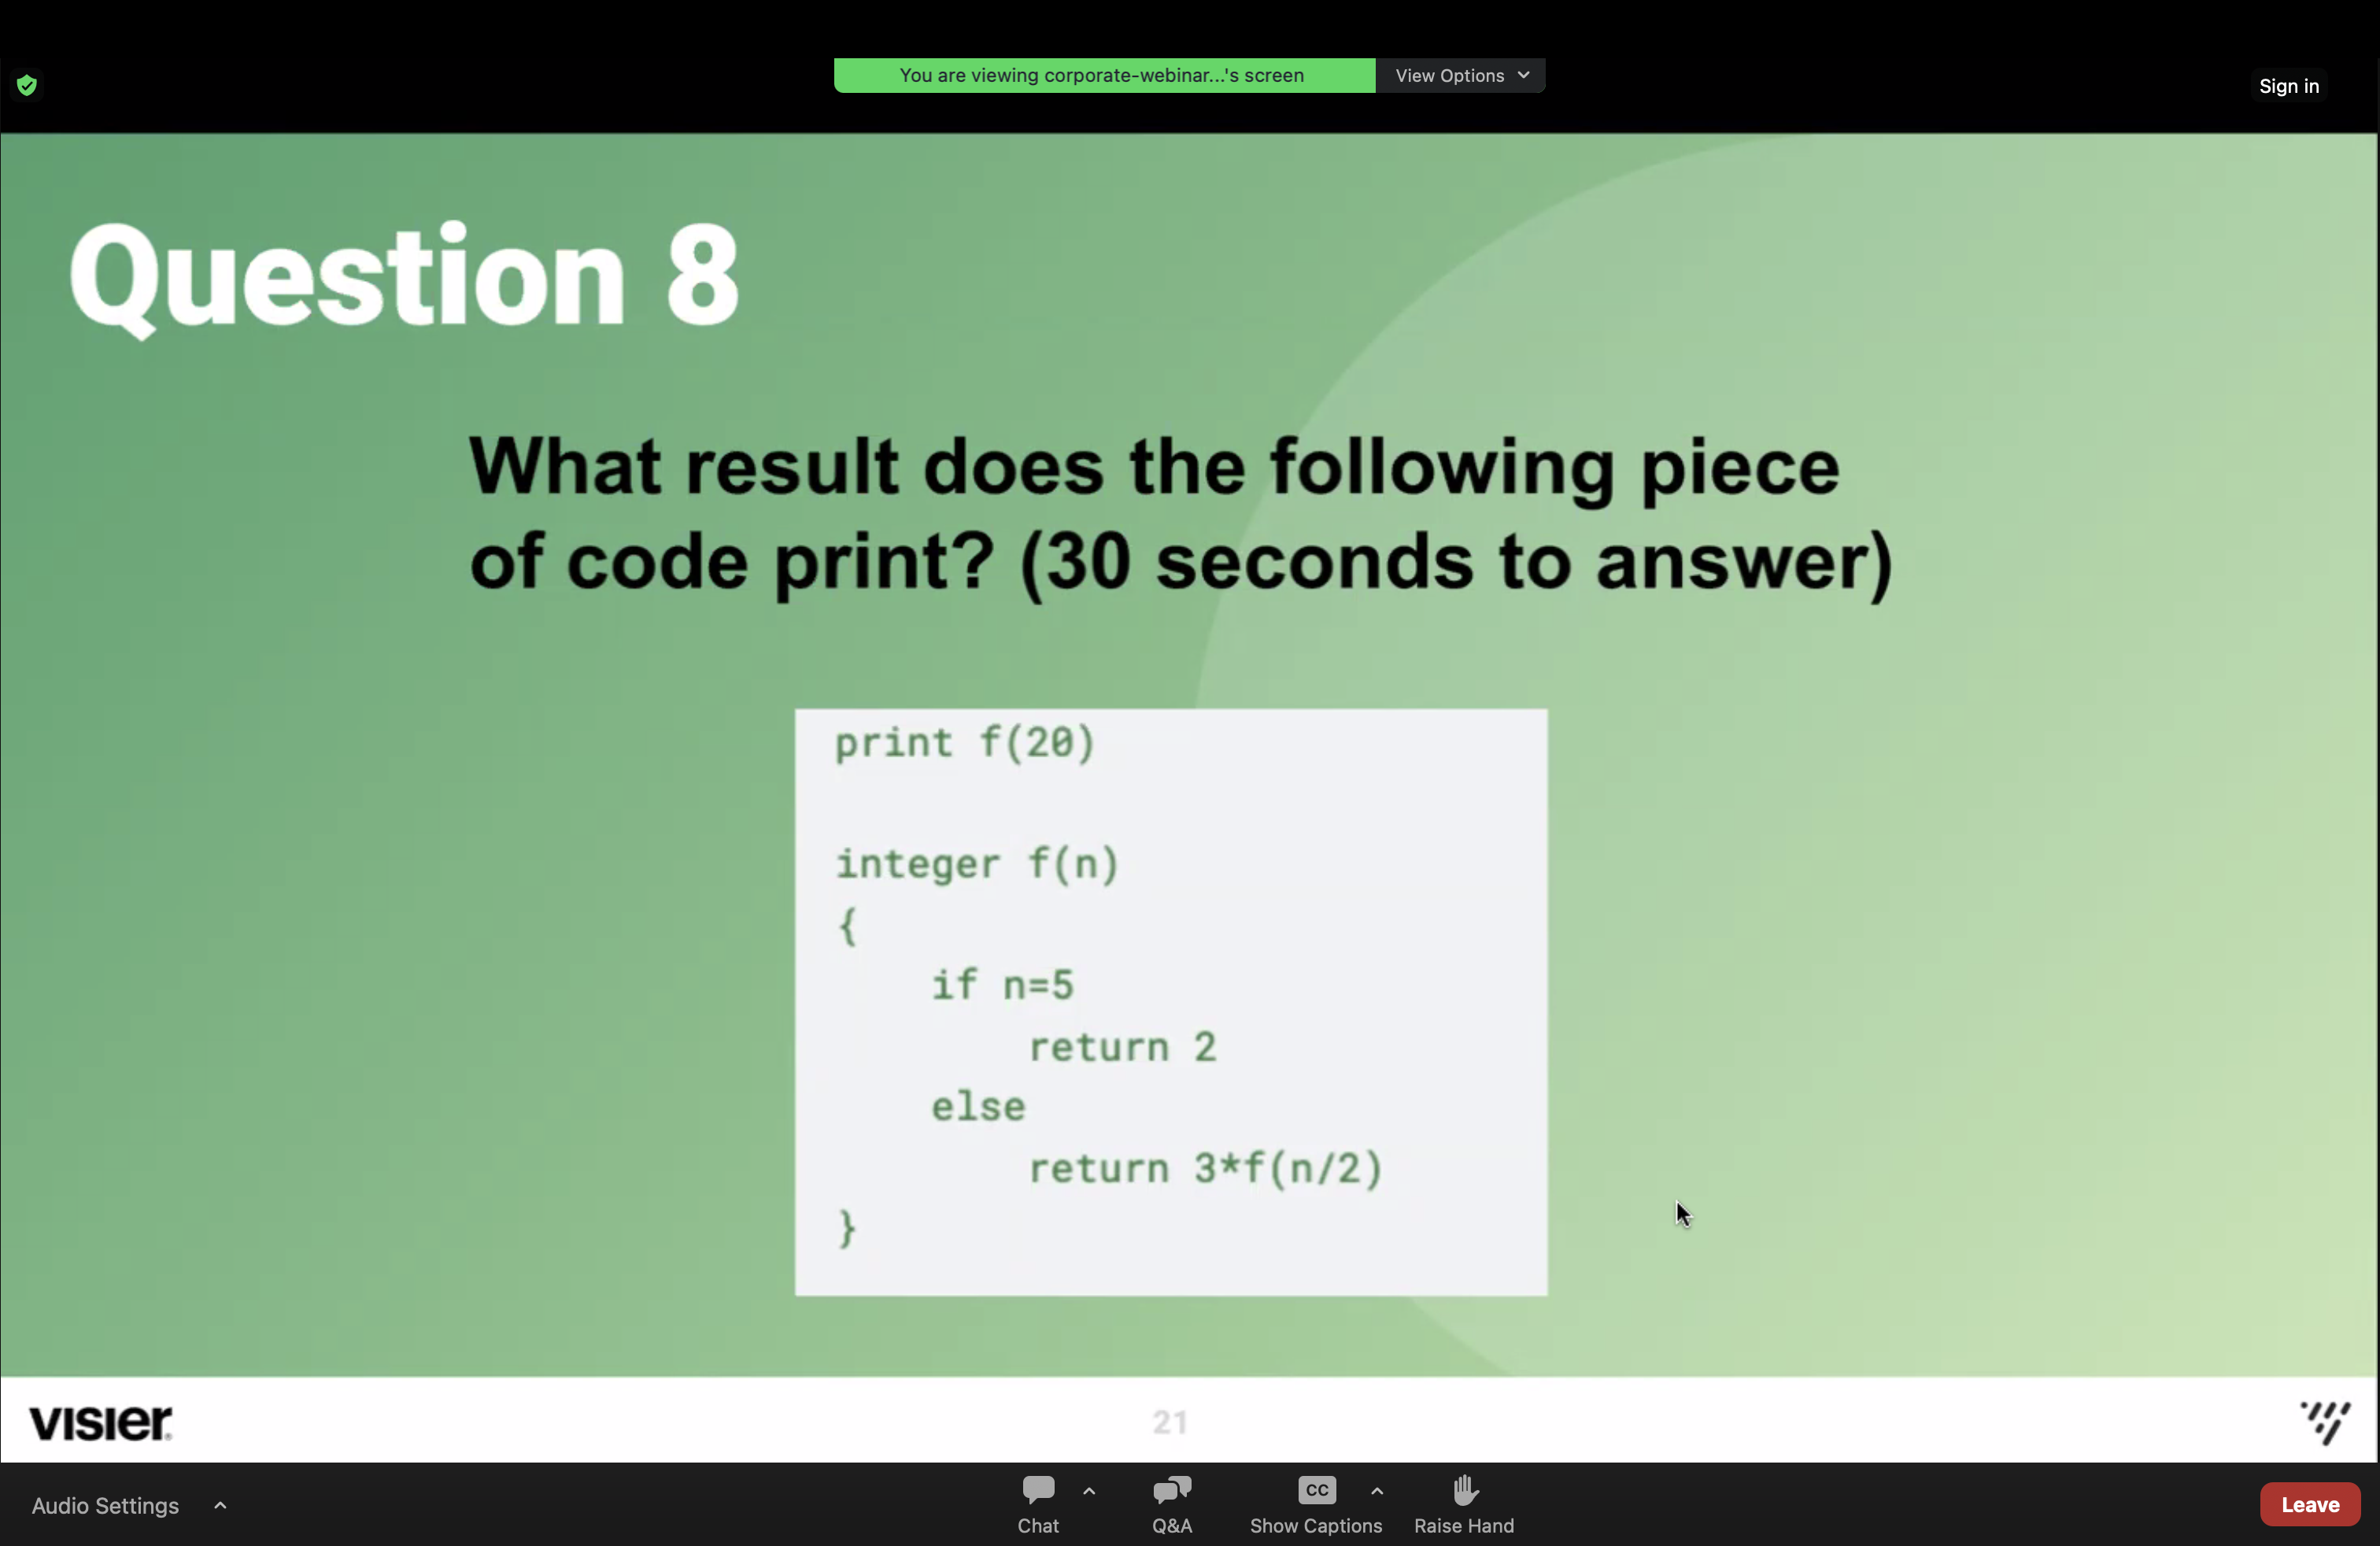 You are viewing corporate-webinar...'s screen
View Options
Sign in
Question 8
What result does the following piece
of code print? (30 seconds to answer)
print f(20)
integer f(n)
{
if n=5
return 2
else
return 3*f(n/2)
}
visier
21
Audio Settings
Chat
Q&A
CC
Show Captions
Raise Hand
Leave